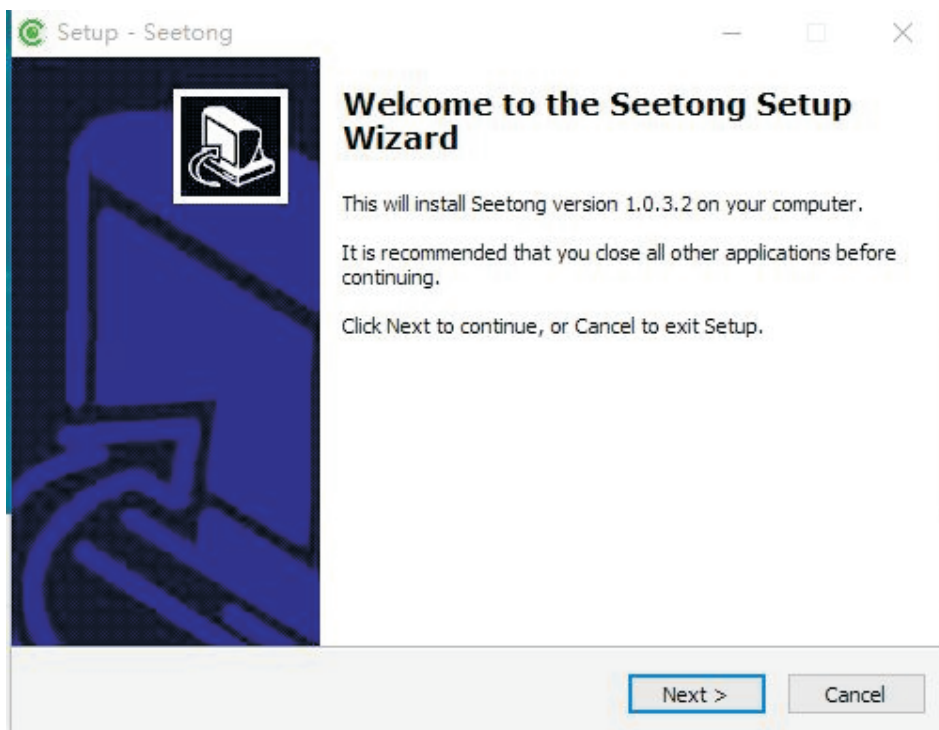 Setup - Seetong
Welcome to the Seetong Setup
Wizard
This will install Seetong version 1.0.3.2 on your computer.
It is recommended that you close all other applications before
continuing.
Click Next to continue, or Cancel to exit Setup.
Next >
Cancel